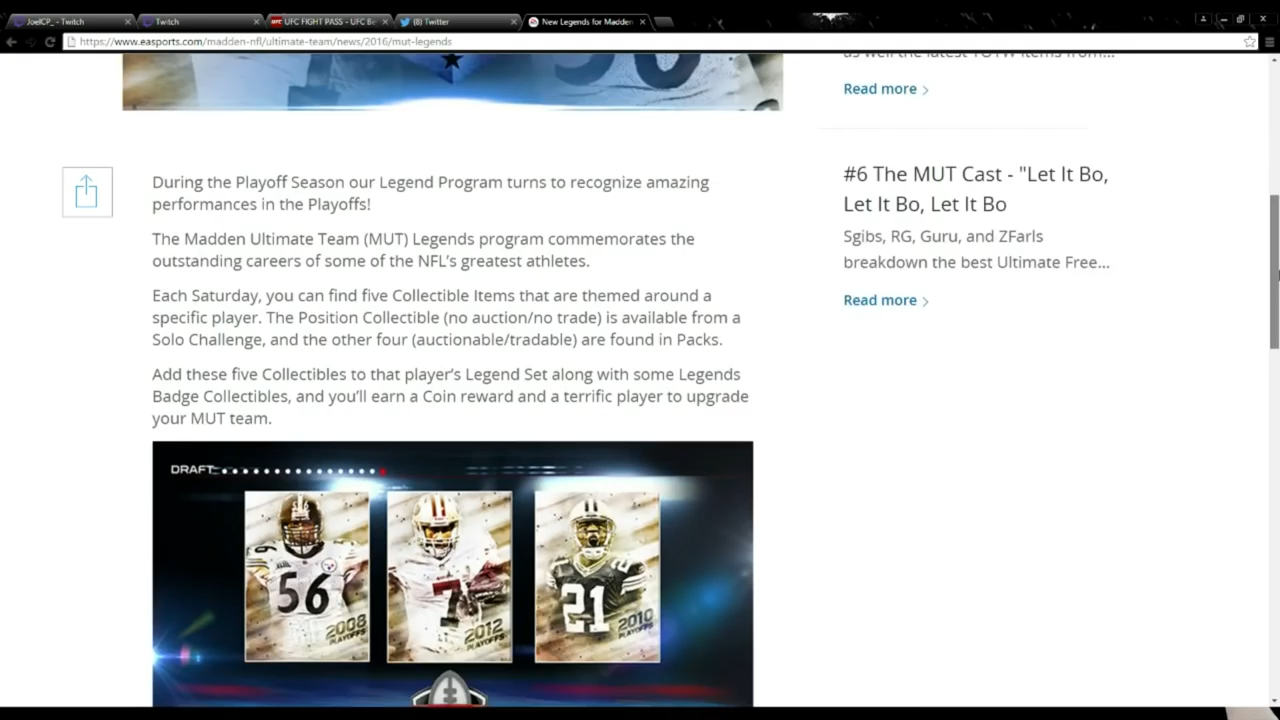 JoelCP_ - Twitch
Twitch
UFC FIGHT PASS - UFC Be
(8) Twitter
New Legends for Madden
https://www.easports.com/madden-nfl/ultimate-team/news/2016/mut-legends
as well the latest TOTW items from...
Read more
#6 The MUT Cast - "Let It Bo,
Let It Bo, Let It Bo
Sgibs, RG, Guru, and ZFarls
breakdown the best Ultimate Free...
Read more
During the Playoff Season our Legend Program turns to recognize amazing
performances in the Playoffs!
The Madden Ultimate Team (MUT) Legends program commemorates the
outstanding careers of some of the NFL's greatest athletes.
Each Saturday, you can find five Collectible Items that are themed around a
specific player. The Position Collectible (no auction/no trade) is available from a
Solo Challenge, and the other four (auctionable/tradable) are found in Packs.
Add these five Collectibles to that player's Legend Set along with some Legends
Badge Collectibles, and you'll earn a Coin reward and a terrific player to upgrade
your MUT team.
DRAFT
56
2008
PLAYOFFS
7
2012
PLAYOFFS
21
2010
PLAYOFFS